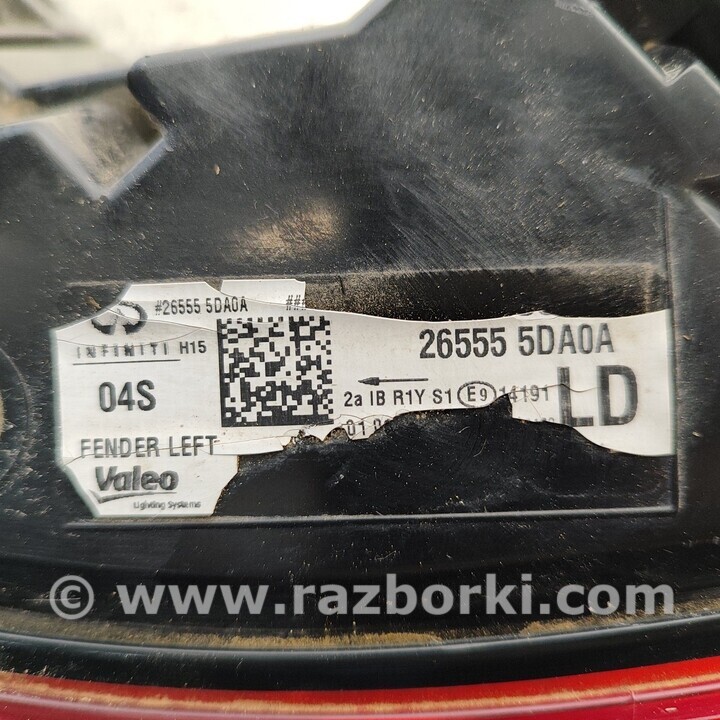 #26555 5DA0A ###
INFINITI H15
04S
FENDER LEFT
Valeo
Lighting Systems
26555 5DA0A
2a IB R1Y S1 E9 14191
LD
© www.razborki.com